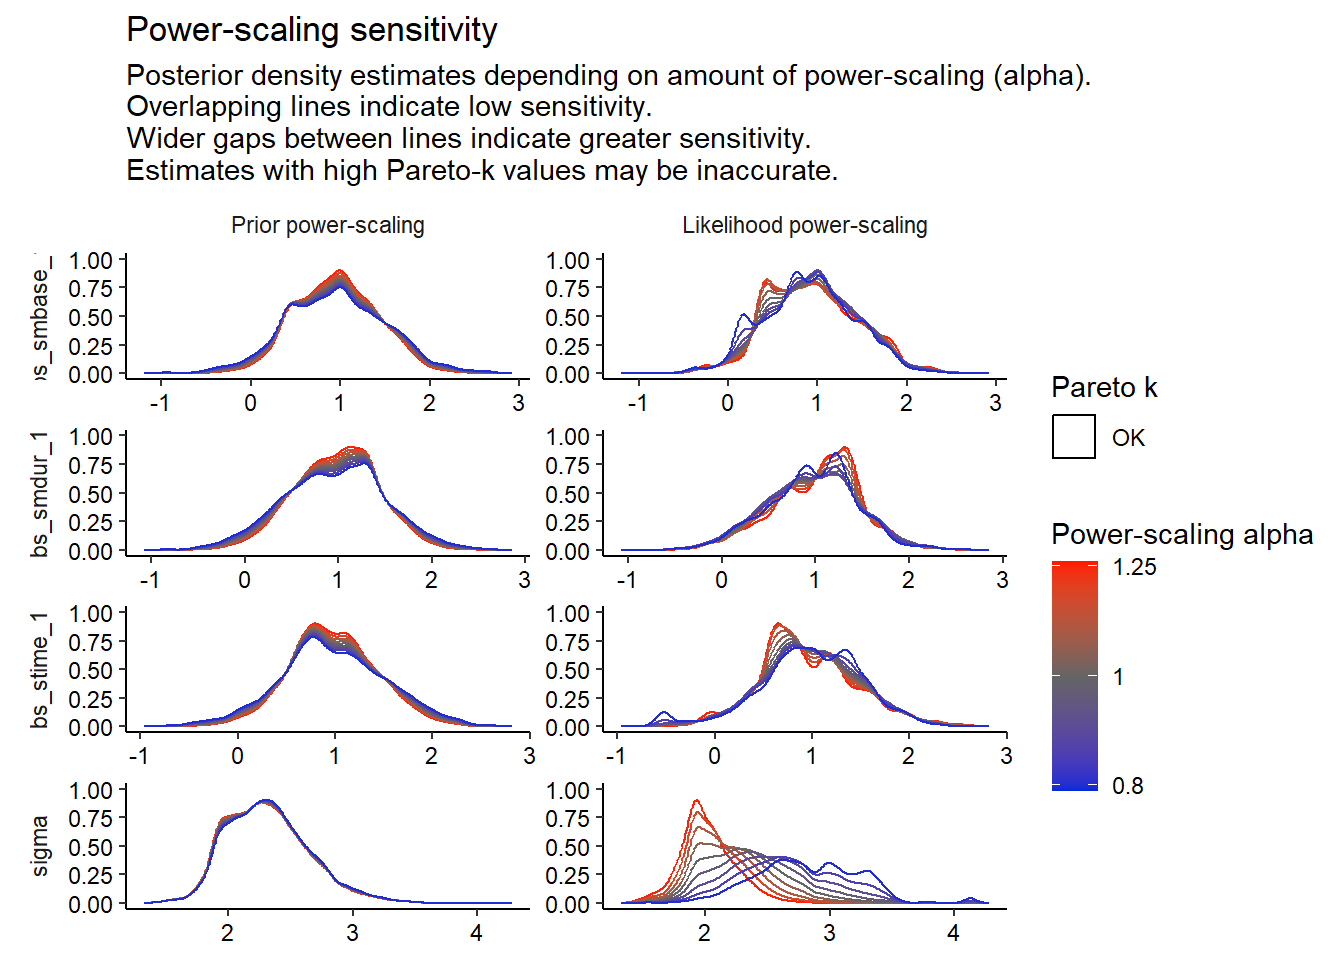 Power-scaling sensitivity
Posterior density estimates depending on amount of power-scaling (alpha).
Overlapping lines indicate low sensitivity.
Wider gaps between lines indicate greater sensitivity.
Estimates with high Pareto-k values may be inaccurate.
Prior power-scaling
Likelihood power-scaling
1.00
0.75
0.50
0.25
0.00
-1 0 1 2 3
1.00
0.75
0.50
0.25
0.00
-1 0 1 2 3
bs_smdur_1
1.00
0.75
0.50
0.25
0.00
-1 0 1 2 3
1.00
0.75
0.50
0.25
0.00
-1 0 1 2 3
bs_stime_1
1.00
0.75
0.50
0.25
0.00
-1 0 1 2 3
1.00
0.75
0.50
0.25
0.00
-1 0 1 2 3
sigma
1.00
0.75
0.50
0.25
0.00
2 3 4
1.00
0.75
0.50
0.25
0.00
2 3 4
Pareto k
OK
Power-scaling alpha
1.25
1
0.8